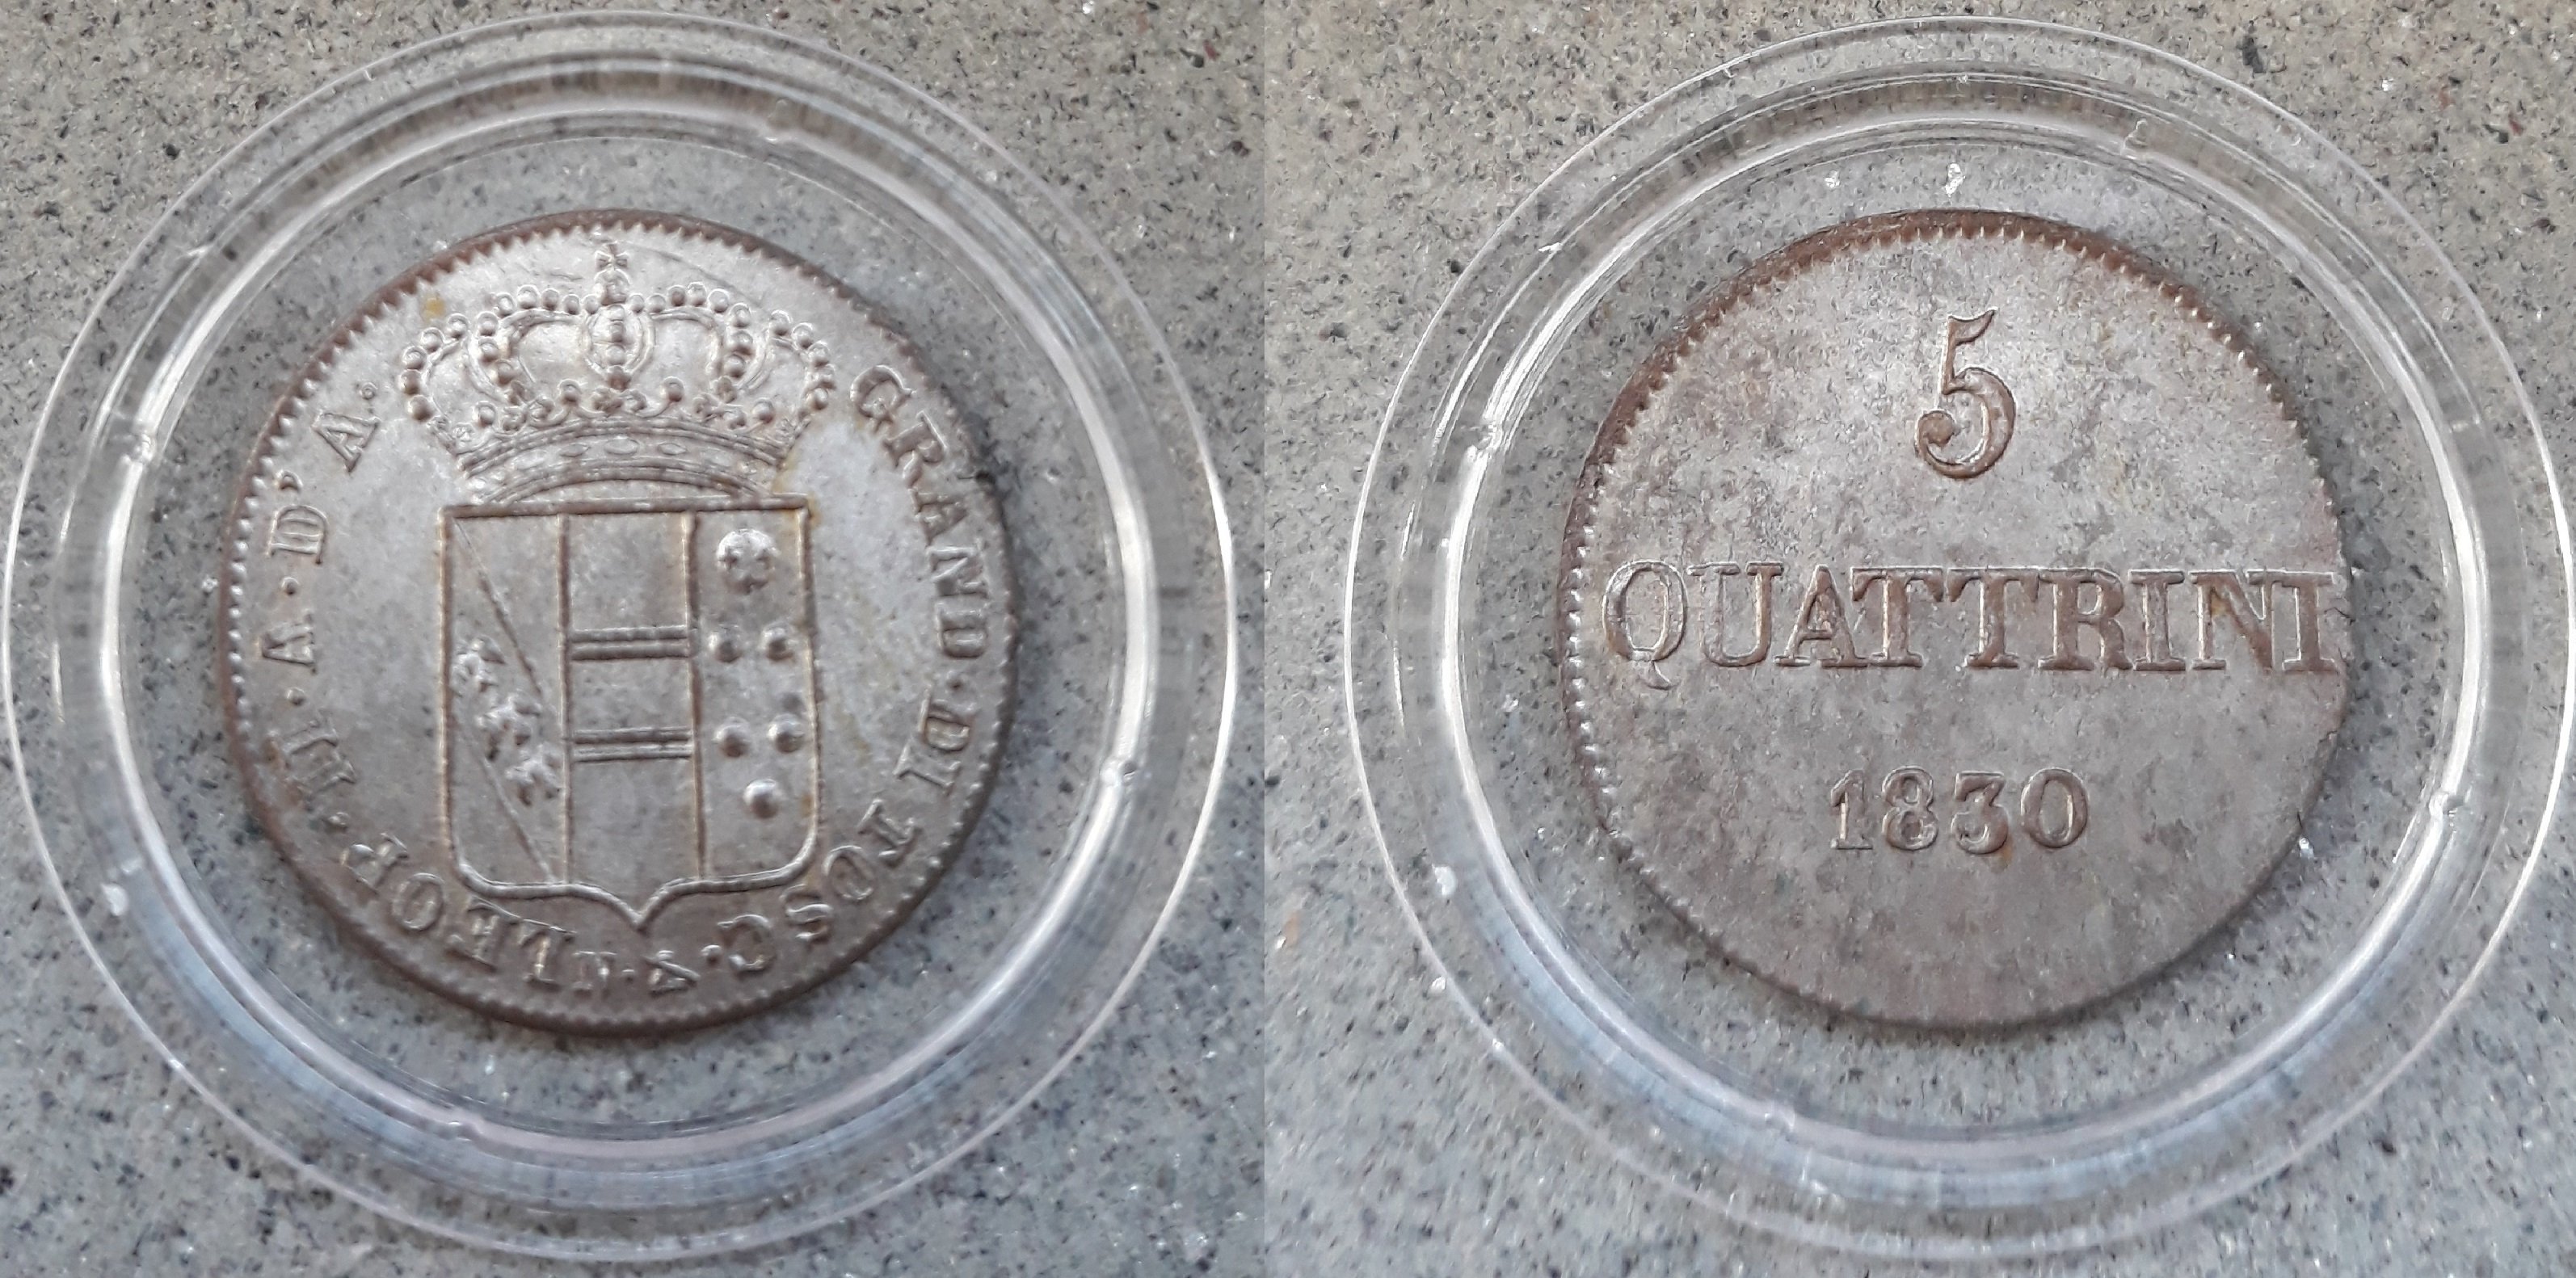 LEOP · II · A · D' A · GRAND · DI TOSC · & ·
5
QUATTRINI
1830